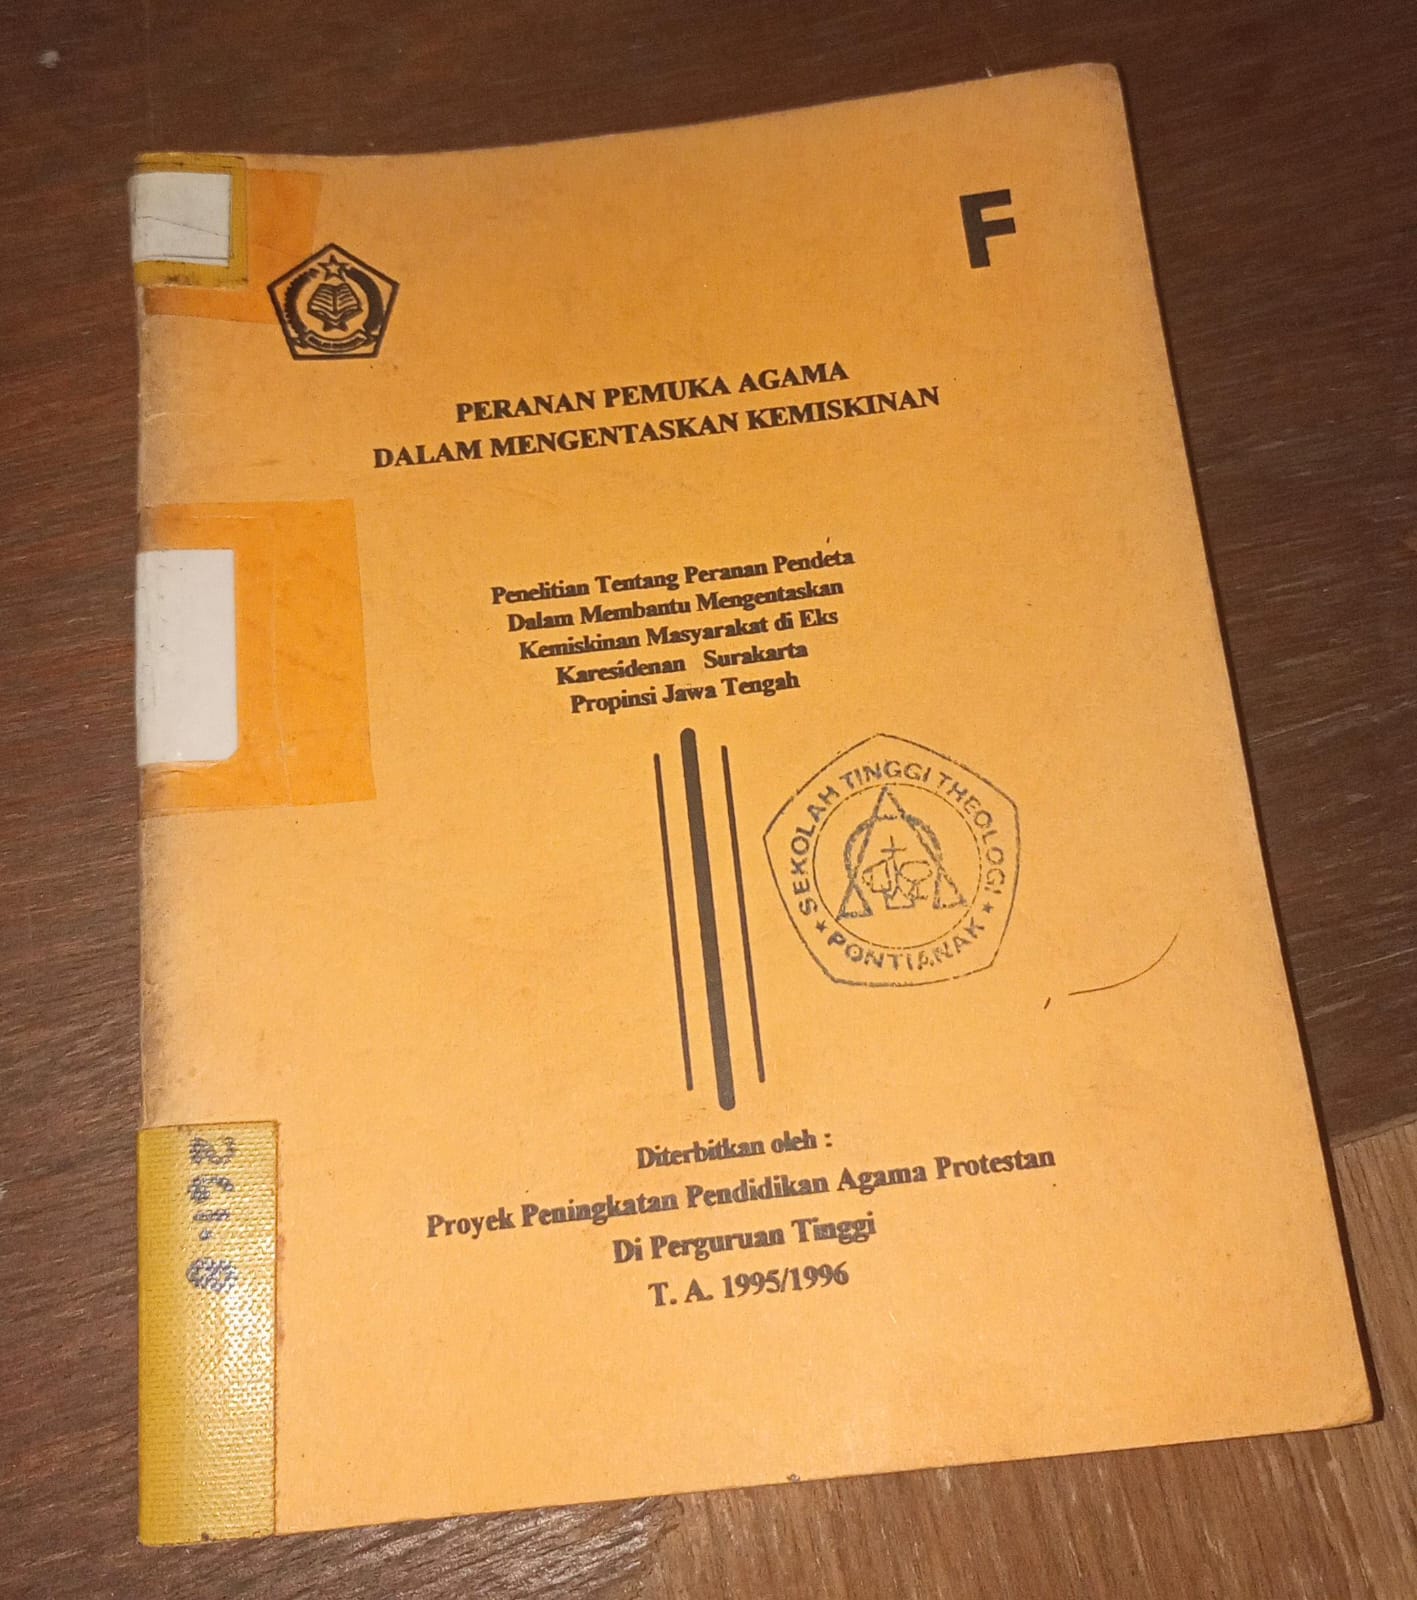 F
PERANAN PEMUKA AGAMA
DALAM MENGENTASKAN KEMISKINAN
Penelitian Tentang Peranan Pendeta
Dalam Membantu Mengentaskan
Kemiskinan Masyarakat di Eks
Karesidenan Surakarta
Propinsi Jawa Tengah
SEKOLAH TINGGI THEOLOGI
★ PONTIANAK ★
Diterbitkan oleh :
Proyek Peningkatan Pendidikan Agama Protestan
Di Perguruan Tinggi
T. A. 1995/1996